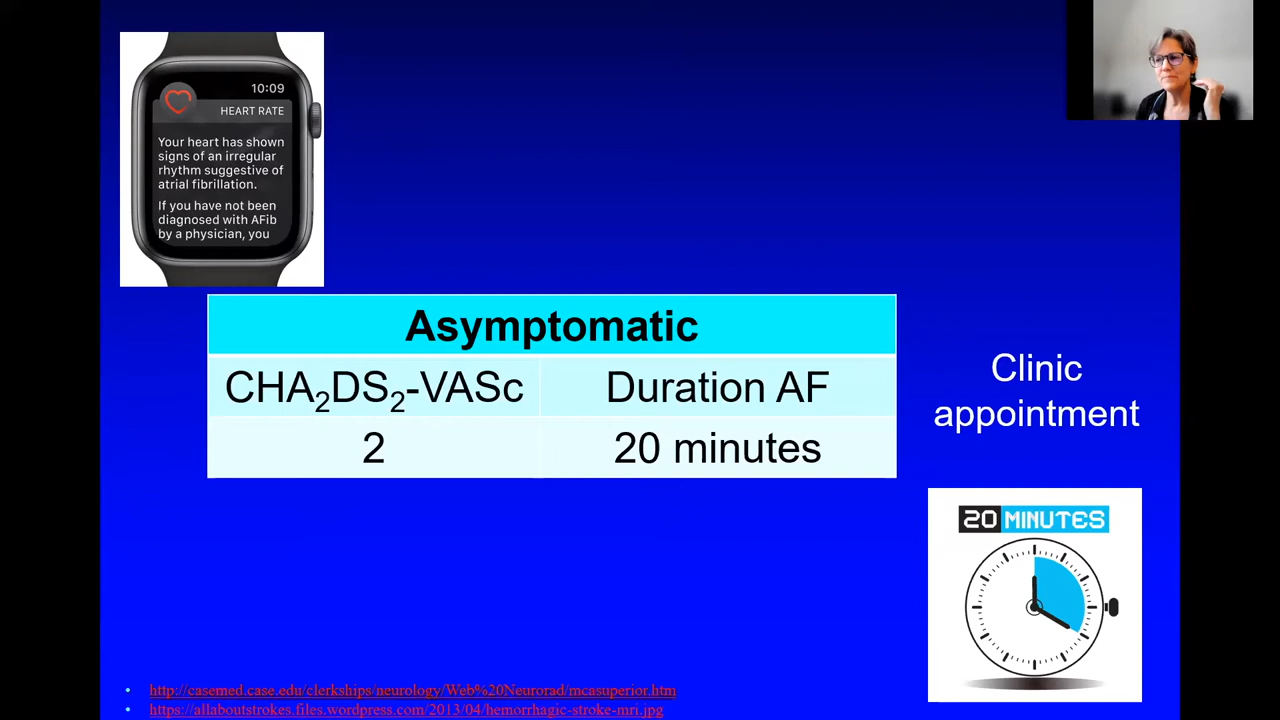 10:09
HEART RATE
Your heart has shown
signs of an irregular
rhythm suggestive of
atrial fibrillation.
If you have not been
diagnosed with AFib
by a physician, you
Asymptomatic
CHA₂DS₂-VASc Duration AF
2 20 minutes
Clinic
appointment
20 MINUTES
• http://casemed.case.edu/clerkships/neurology/Web%20Neurorad/mcasuperior.htm
• https://allaboutstrokes.files.wordpress.com/2013/04/hemorrhagic-stroke-mri.jpg